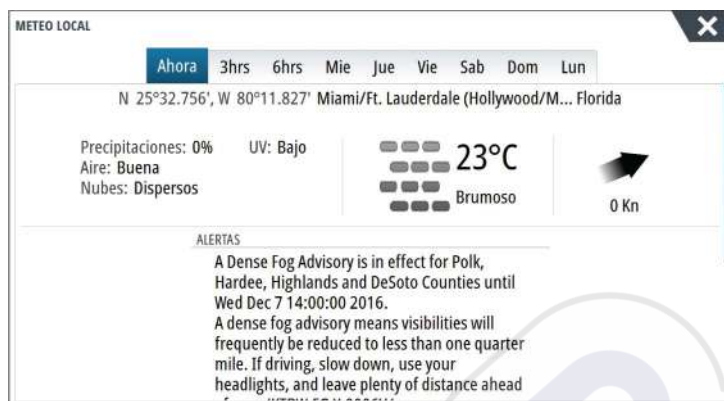 METEO LOCAL
Ahora 3hrs 6hrs Mie Jue Vie Sab Dom Lun
N 25°32.756', W 80°11.827' Miami/Ft. Lauderdale (Hollywood/M... Florida
Precipitaciones: 0% UV: Bajo
Aire: Buena
Nubes: Dispersos
23°C
Brumoso
0 Kn
ALERTAS
A Dense Fog Advisory is in effect for Polk,
Hardee, Highlands and DeSoto Counties until
Wed Dec 7 14:00:00 2016.
A dense fog advisory means visibilities will
frequently be reduced to less than one quarter
mile. If driving, slow down, use your
headlights, and leave plenty of distance ahead